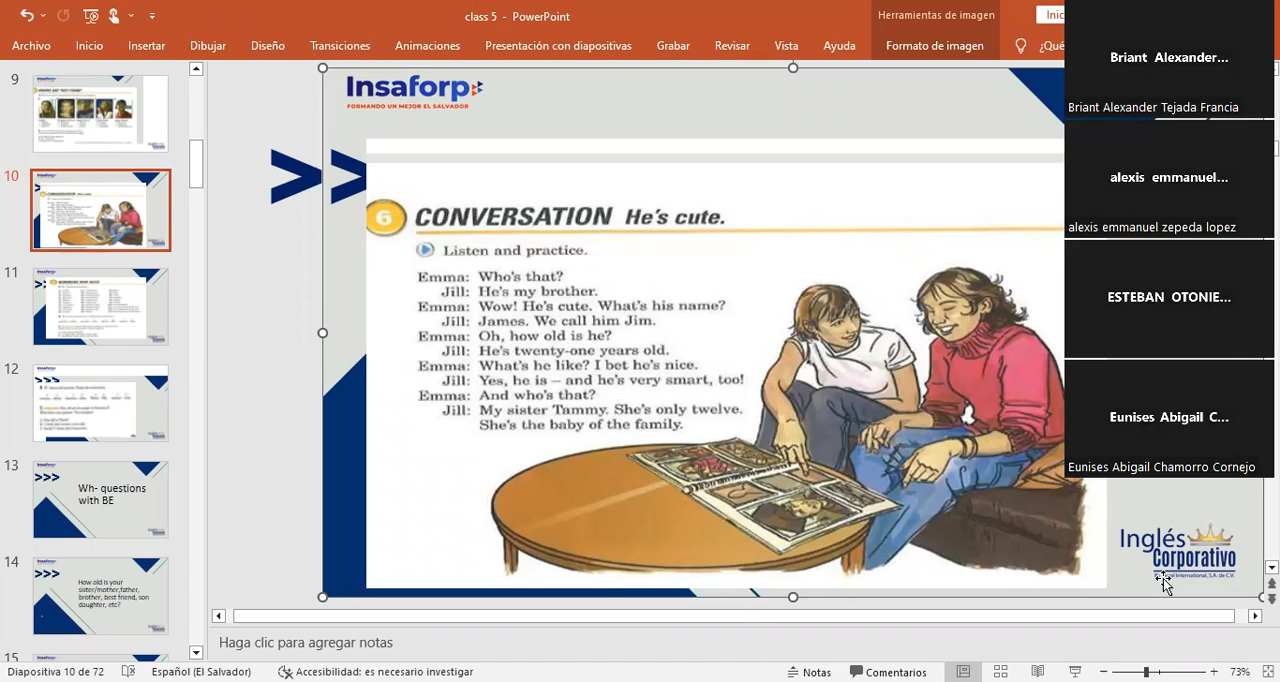 class 5 - PowerPoint
Herramientas de imagen
Inic
Archivo Inicio Insertar Dibujar Diseño Transiciones Animaciones Presentación con diapositivas Grabar Revisar Vista Ayuda Formato de imagen ¿Qué
Briant Alexander...
Briant Alexander Tejada Francia
alexis emmanuel...
alexis emmanuel zepeda lopez
ESTEBAN OTONIE...
Eunises Abigail C...
Eunises Abigail Chamorro Cornejo
9
10
11
12
13
Wh- questions
with BE
14
How old is your
sister/mother,father,
brother, best friend, son
daughter, etc?
15
Insaforp
FORMANDO UN MEJOR EL SALVADOR
>>
6 CONVERSATION He's cute.
Listen and practice.
Emma: Who's that?
Jill: He's my brother.
Emma: Wow! He's cute. What's his name?
Jill: James. We call him Jim.
Emma: Oh, how old is he?
Jill: He's twenty-one years old.
Emma: What's he like? I bet he's nice.
Jill: Yes, he is – and he's very smart, too!
Emma: And who's that?
Jill: My sister Tammy. She's only twelve.
She's the baby of the family.
Inglés
Corporativo
International, S.A. de C.V.
Haga clic para agregar notas
Diapositiva 10 de 72 Español (El Salvador) Accesibilidad: es necesario investigar Notas Comentarios 73%